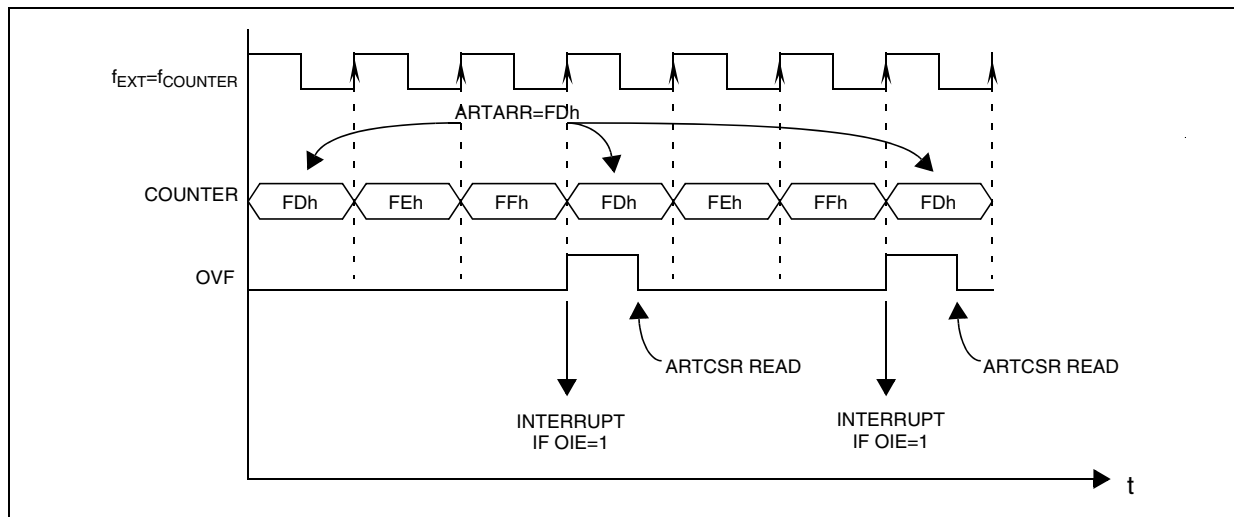 fEXT=fCOUNTER
ARTARR=FDh
COUNTER
FDh
FEh
FFh
FDh
FEh
FFh
FDh
OVF
ARTCSR READ
ARTCSR READ
INTERRUPT
IF OIE=1
INTERRUPT
IF OIE=1
t